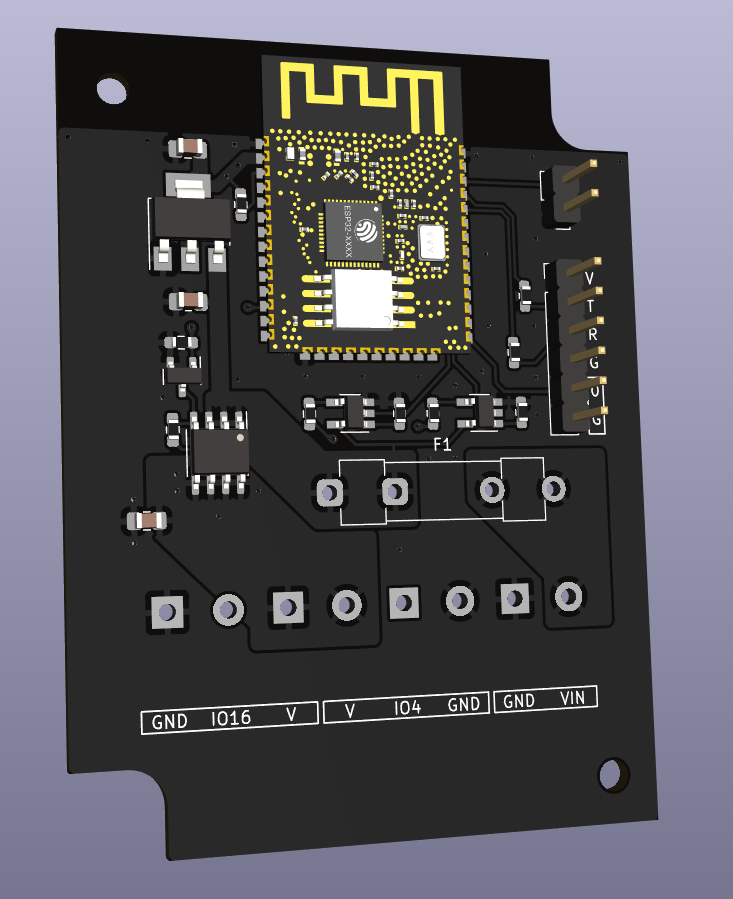 ESP32-XXXX
V
T
R
G
O
G
F1
GND IO16 V
V IO4 GND
GND VIN